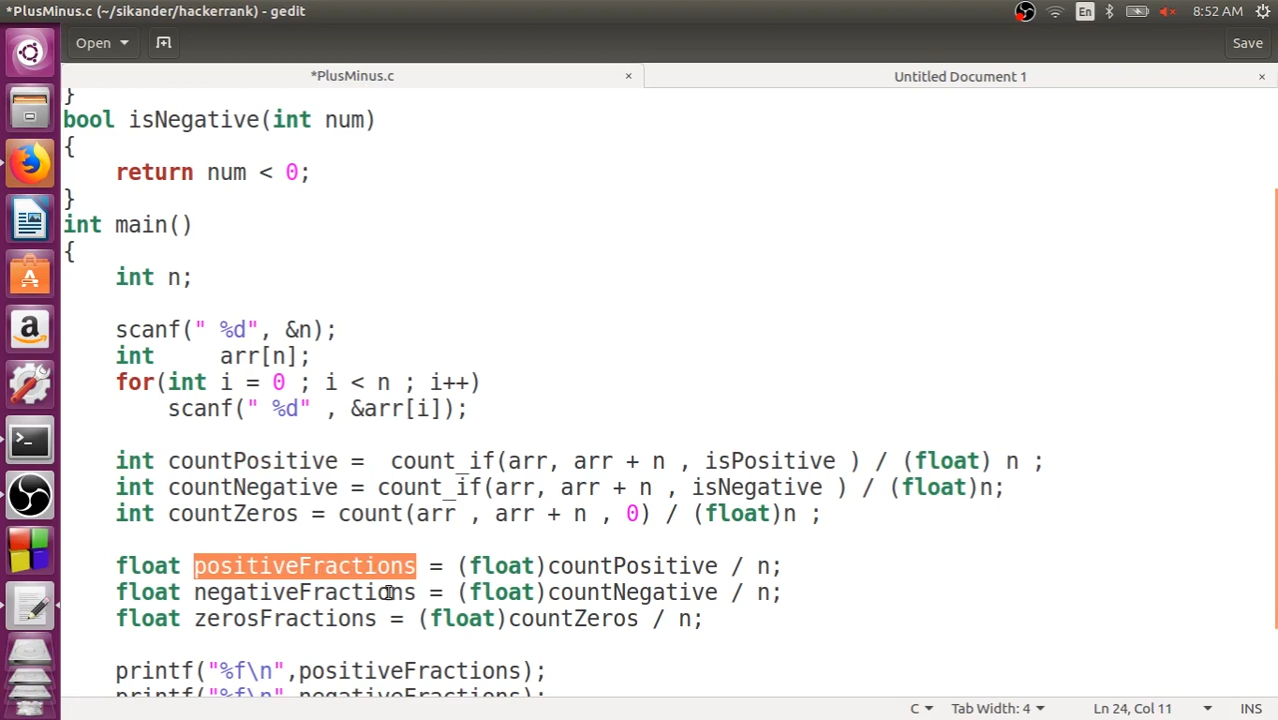 *PlusMinus.c (~/sikander/hackerrank) - gedit
En
8:52 AM
Open
Save
*PlusMinus.c
×
Untitled Document 1
×
}
bool isNegative(int num)
{
    return num < 0;
}
int main()
{
    int n;
    scanf(" %d", &n);
    int     arr[n];
    for(int i = 0 ; i < n ; i++)
        scanf(" %d" , &arr[i]);
    int countPositive =  count_if(arr, arr + n , isPositive ) / (float) n ;
    int countNegative = count_if(arr, arr + n , isNegative ) / (float)n;
    int countZeros = count(arr , arr + n , 0) / (float)n ;
    float positiveFractions = (float)countPositive / n;
    float negativeFractions = (float)countNegative / n;
    float zerosFractions = (float)countZeros / n;
    printf("%f\n",positiveFractions);
    printf("%f\n",negativeFractions);
C
Tab Width: 4
Ln 24, Col 11
INS